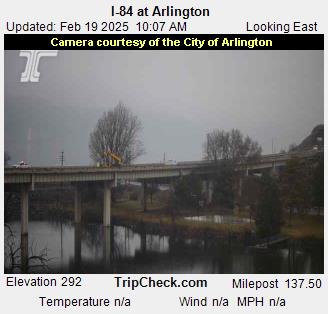 I-84 at Arlington
Updated: Feb 19 2025 10:07 AM Looking East
Camera courtesy of the City of Arlington
Elevation 292 TripCheck.com Milepost 137.50
Temperature n/a Wind n/a MPH n/a